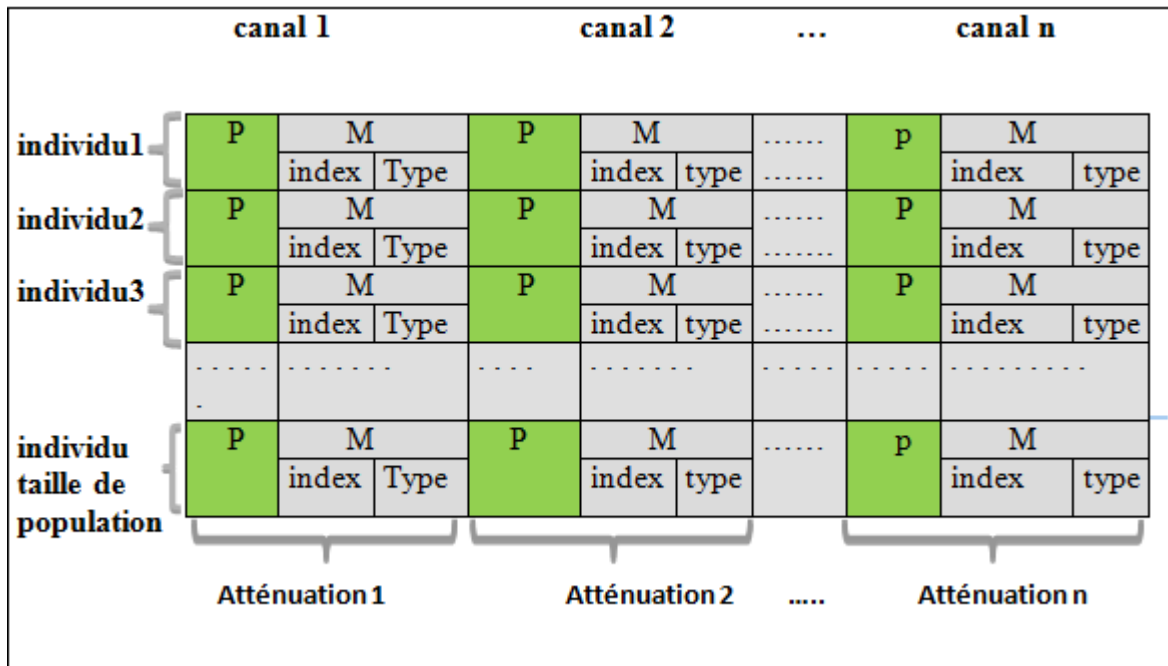 canal 1 canal 2 ... canal n
individu1 P M P M ...... p M
index Type index type ...... index type
individu2 P M P M ...... P M
index Type index type ....... index type
individu3 P M P M ...... P M
index Type index type ....... index type
- - - - - - - - - - - - - - - - - - - - - - - - - - - - - - - - - - - - - - - - - -
-
individu P M P M ...... p M
taille de index Type index type index type
population
Atténuation 1 Atténuation 2 ..... Atténuation n